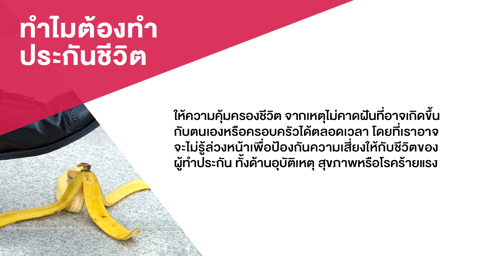 ทำไมต้องทำ
ประกันชีวิต
ให้ความคุ้มครองชีวิต จากเหตุไม่คาดฝันที่อาจเกิดขึ้น
กับตนเองหรือครอบครัวได้ตลอดเวลา โดยที่เราอาจ
จะไม่รู้ล่วงหน้าเพื่อป้องกันความเสี่ยงให้กับชีวิตของ
ผู้ทำประกัน ทั้งด้านอุบัติเหตุ สุขภาพหรือโรคร้ายแรง